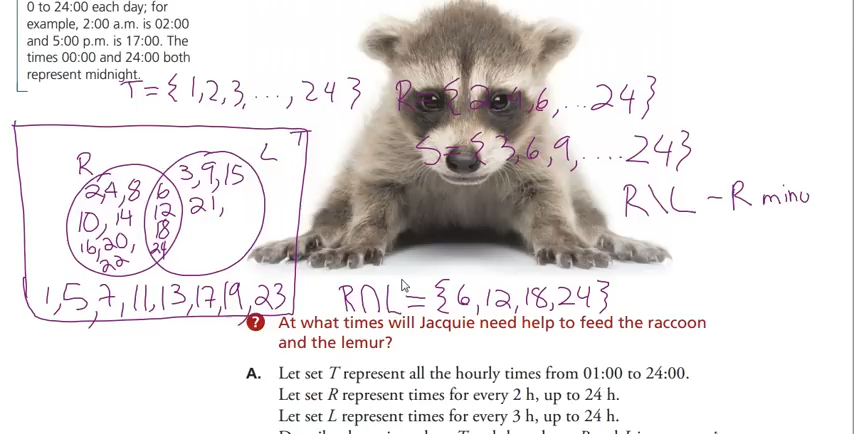 0 to 24:00 each day; for
example, 2:00 a.m. is 02:00
and 5:00 p.m. is 17:00. The
times 00:00 and 24:00 both
represent midnight.
T = {1,2,3,..., 24}
R = {2,4,6,...24}
S = {3,6,9,....24}
R\L – R minu
T
R
L
2,4,8
10, 14
16,20,
22
6
12
18
24
3,9,15
21,
1,5,7,11,13,17,19,23
R∩L = {6,12,18,24}
? At what times will Jacquie need help to feed the raccoon
and the lemur?
A. Let set T represent all the hourly times from 01:00 to 24:00.
Let set R represent times for every 2 h, up to 24 h.
Let set L represent times for every 3 h, up to 24 h.